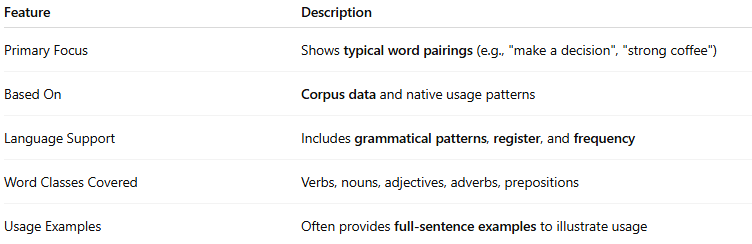 Feature Description
Primary Focus Shows typical word pairings (e.g., "make a decision", "strong coffee")
Based On Corpus data and native usage patterns
Language Support Includes grammatical patterns, register, and frequency
Word Classes Covered Verbs, nouns, adjectives, adverbs, prepositions
Usage Examples Often provides full-sentence examples to illustrate usage